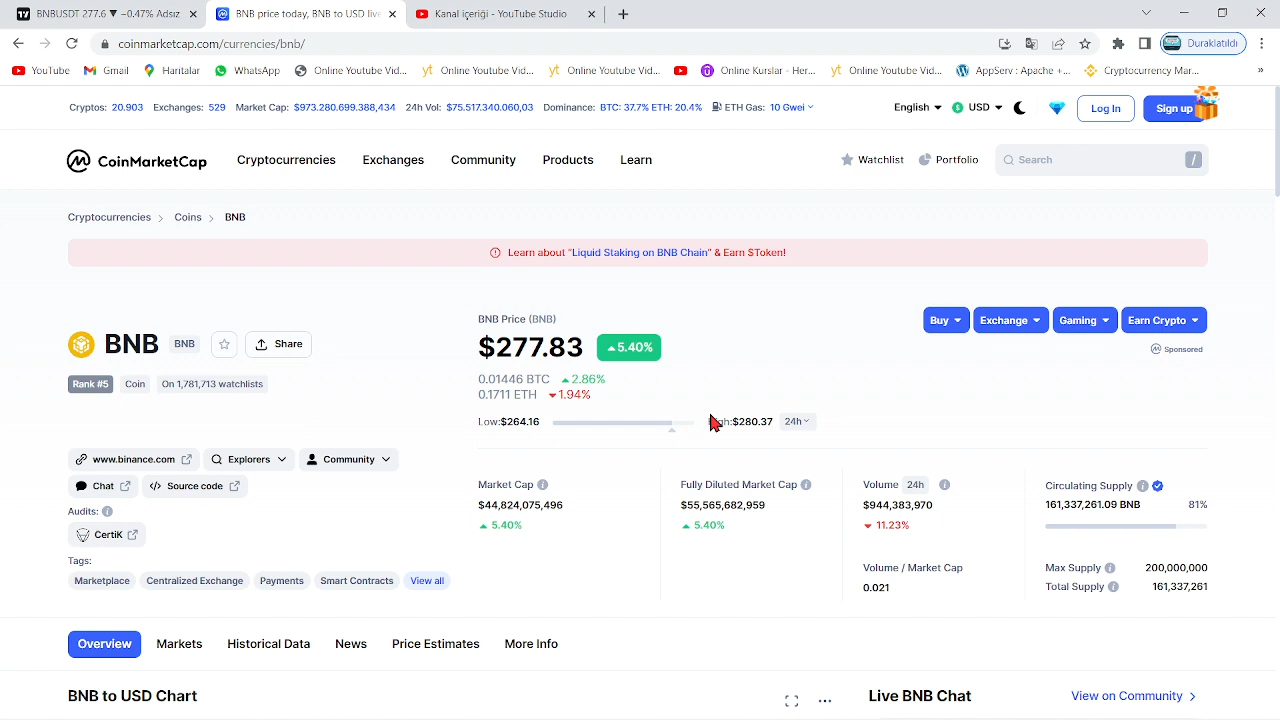 BNBUSDT 277.6 ▼ −0.47% Adsız
BNB price today, BNB to USD live
Kanal içeriği - YouTube Studio
coinmarketcap.com/currencies/bnb/
Duraklatıldı
YouTube
Gmail
Haritalar
WhatsApp
Online Youtube Vid...
Online Youtube Vid...
Online Youtube Vid...
Online Kurslar - Her...
Online Youtube Vid...
AppServ : Apache +...
Cryptocurrency Mar...
»
Cryptos: 20.903 Exchanges: 529 Market Cap: $973.280.699.388,434 24h Vol: $75.517.340.060,03 Dominance: BTC: 37.7% ETH: 20.4% ETH Gas: 10 Gwei
English USD Log In Sign up
CoinMarketCap Cryptocurrencies Exchanges Community Products Learn
Watchlist Portfolio Search /
Cryptocurrencies > Coins > BNB
Learn about "Liquid Staking on BNB Chain" & Earn $Token!
BNB BNB Share
Rank #5 Coin On 1,781,713 watchlists
BNB Price (BNB)
$277.83 5.40%
0.01446 BTC 2.86%
0.1711 ETH 1.94%
Low:$264.16 $280.37 24h
Buy Exchange Gaming Earn Crypto
Sponsored
www.binance.com Explorers Community
Chat Source code
Audits:
CertiK
Tags:
Marketplace Centralized Exchange Payments Smart Contracts View all
Market Cap
$44,824,075,496
5.40%
Fully Diluted Market Cap
$55,565,682,959
5.40%
Volume 24h
$944,383,970
11.23%
Volume / Market Cap
0.021
Circulating Supply
161,337,261.09 BNB 81%
Max Supply 200,000,000
Total Supply 161,337,261
Overview Markets Historical Data News Price Estimates More Info
BNB to USD Chart
Live BNB Chat View on Community >